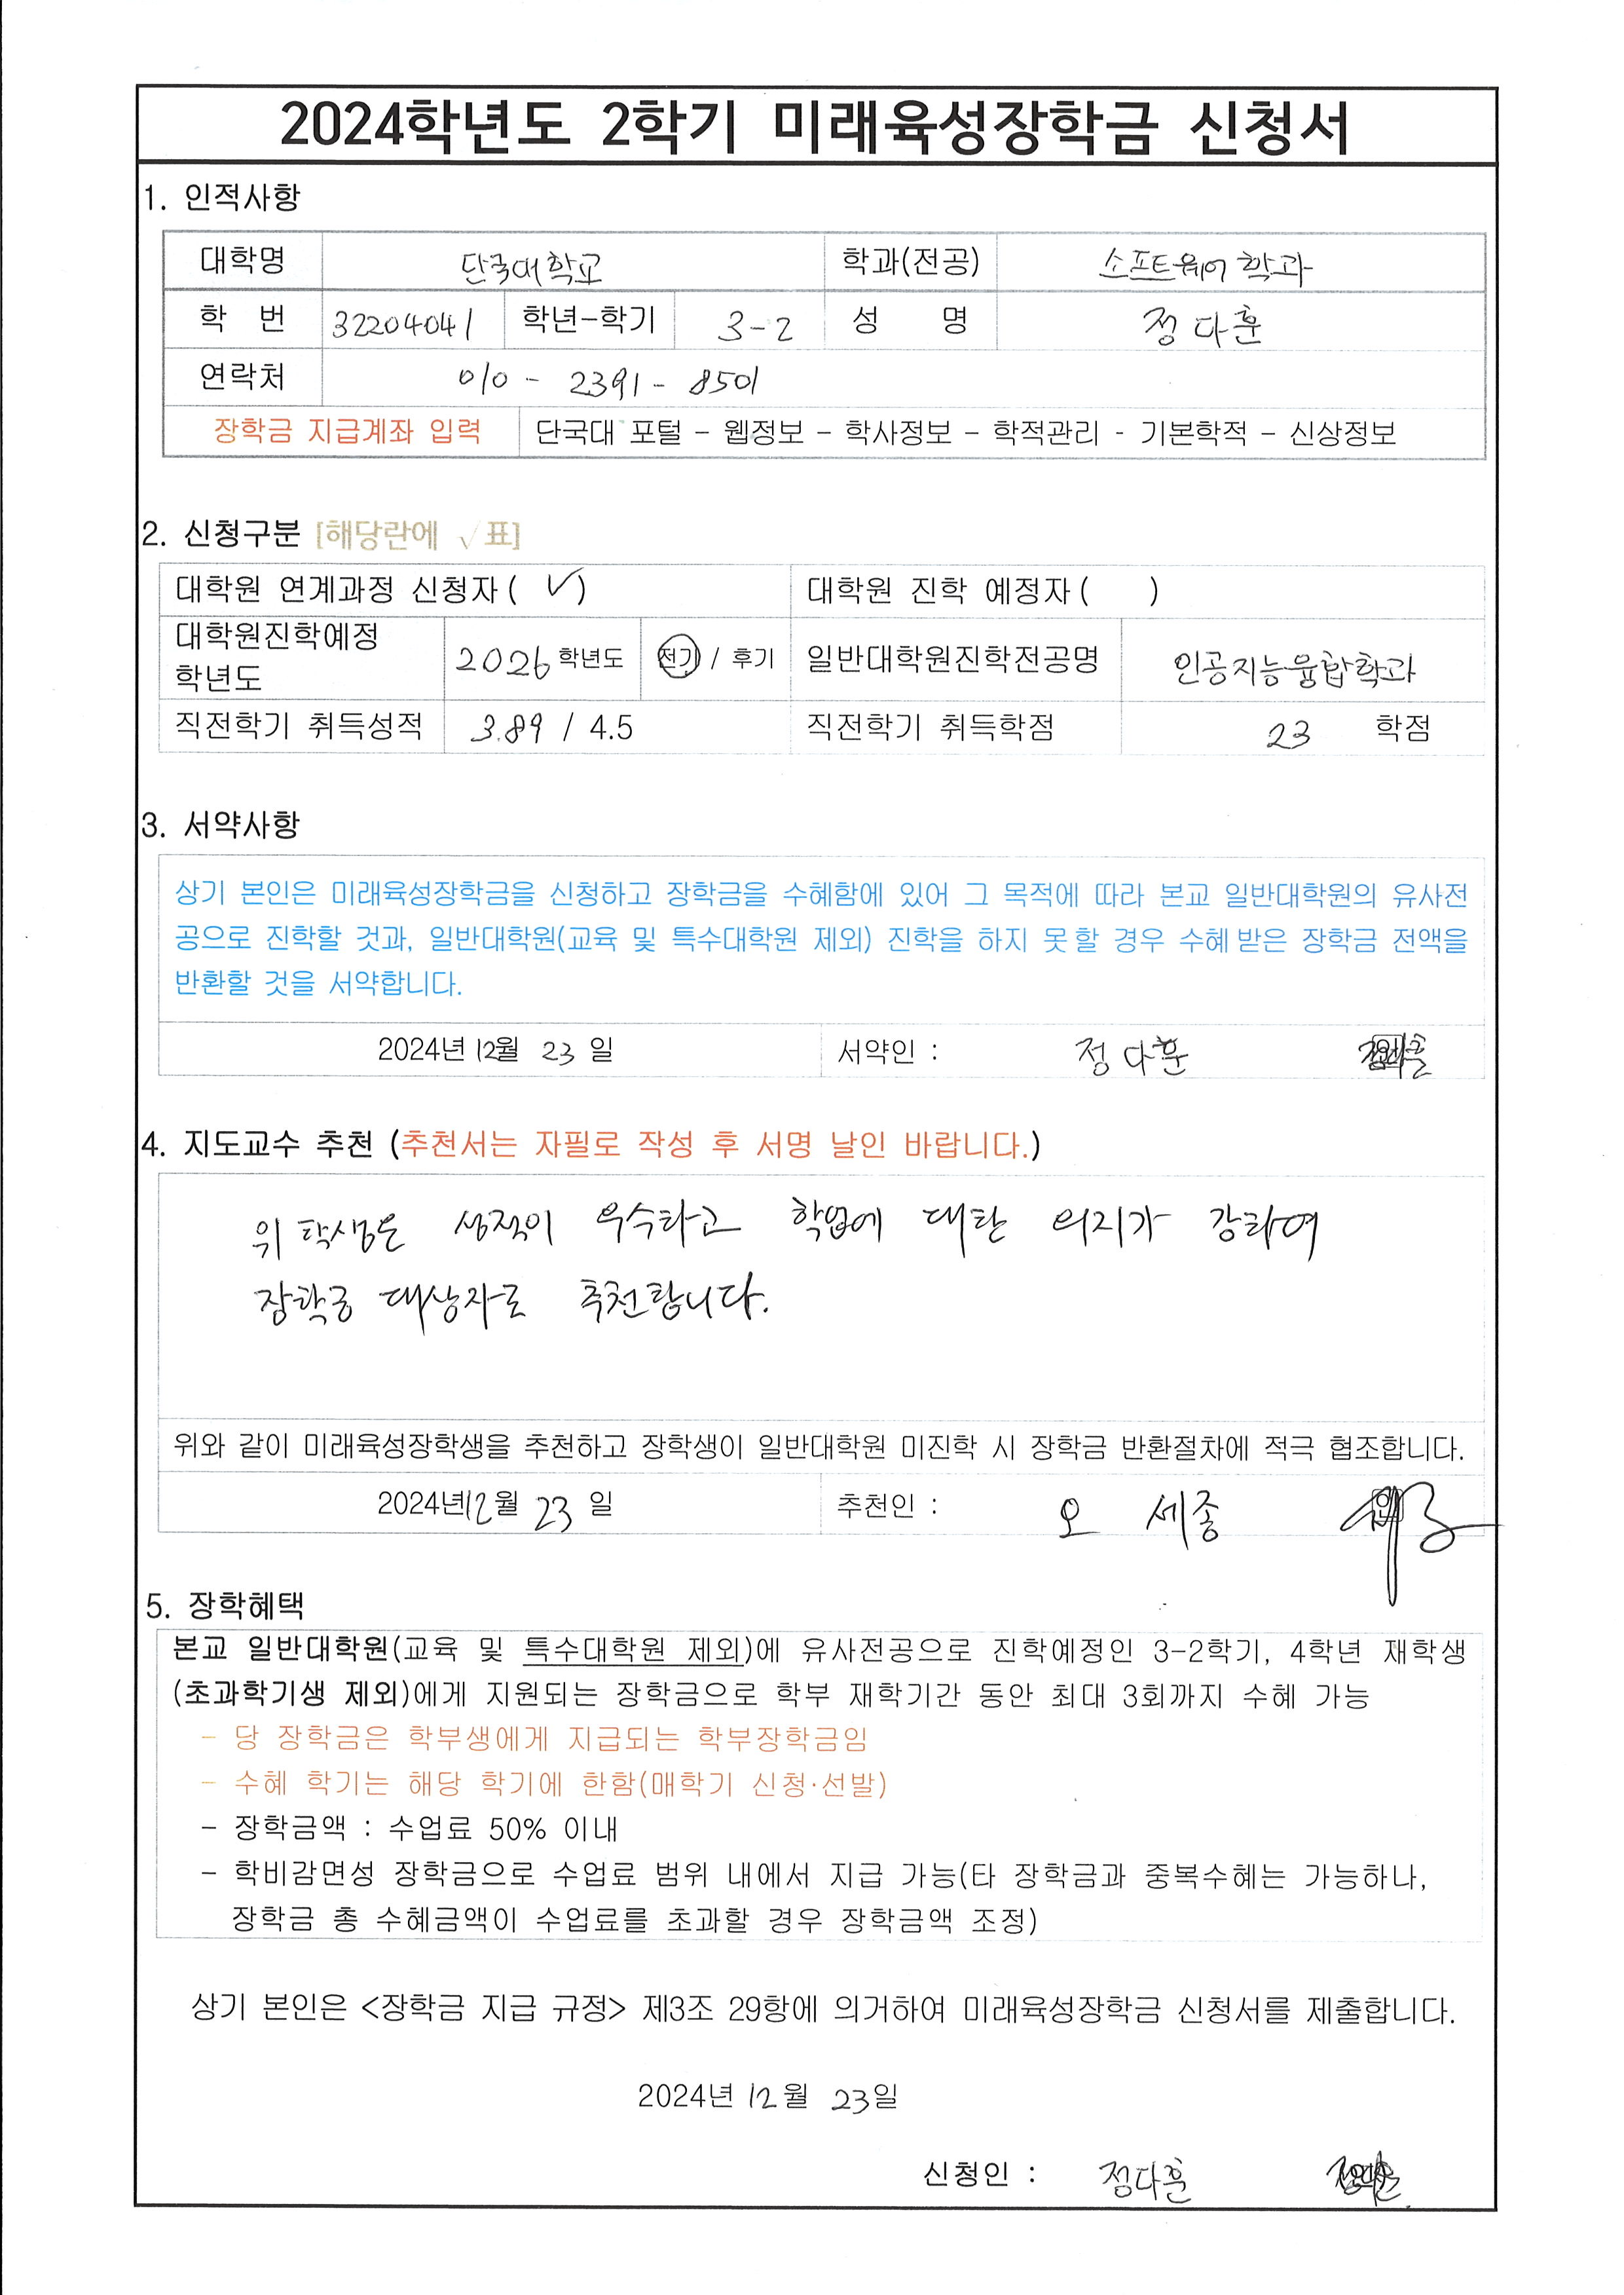 2024학년도 2학기 미래육성장학금 신청서
1. 인적사항
대학명 단국대학교 학과(전공) 소프트웨어학과
학 번 32204041 학년-학기 3-2 성 명 정다훈
연락처 010 - 2391 - 8501
장학금 지급계좌 입력 단국대 포털 – 웹정보 – 학사정보 – 학적관리 - 기본학적 – 신상정보
2. 신청구분 [해당란에 √ 표]
대학원 연계과정 신청자( √ ) 대학원 진학 예정자( )
대학원진학예정
학년도 2026 학년도 전기 / 후기 일반대학원진학전공명 인공지능융합학과
직전학기 취득성적 3.89 / 4.5 직전학기 취득학점 23 학점
3. 서약사항
상기 본인은 미래육성장학금을 신청하고 장학금을 수혜함에 있어 그 목적에 따라 본교 일반대학원의 유사전
공으로 진학할 것과, 일반대학원(교육 및 특수대학원 제외) 진학을 하지 못할 경우 수혜받은 장학금 전액을
반환할 것을 서약합니다.
2024년 12월 23 일 서약인 : 정다훈
4. 지도교수 추천 (추천서는 자필로 작성 후 서명 날인 바랍니다.)
위 학생은 성적이 우수하고 학업에 대한 의지가 강하여
장학금 대상자로 추천합니다.
위와 같이 미래육성장학생을 추천하고 장학생이 일반대학원 미진학 시 장학금 반환절차에 적극 협조합니다.
2024년 12월 23 일 추천인 : 오 세종 인
5. 장학혜택
본교 일반대학원(교육 및 특수대학원 제외)에 유사전공으로 진학예정인 3-2학기, 4학년 재학생
(초과학기생 제외)에게 지원되는 장학금으로 학부 재학기간 동안 최대 3회까지 수혜 가능
– 당 장학금은 학부생에게 지급되는 학부장학금임
– 수혜 학기는 해당 학기에 한함(매학기 신청·선발)
– 장학금액 : 수업료 50% 이내
– 학비감면성 장학금으로 수업료 범위 내에서 지급 가능(타 장학금과 중복수혜는 가능하나,
장학금 총 수혜금액이 수업료를 초과할 경우 장학금액 조정)
상기 본인은 <장학금 지급 규정> 제3조 29항에 의거하여 미래육성장학금 신청서를 제출합니다.
2024년 12월 23일
신청인 : 정다훈